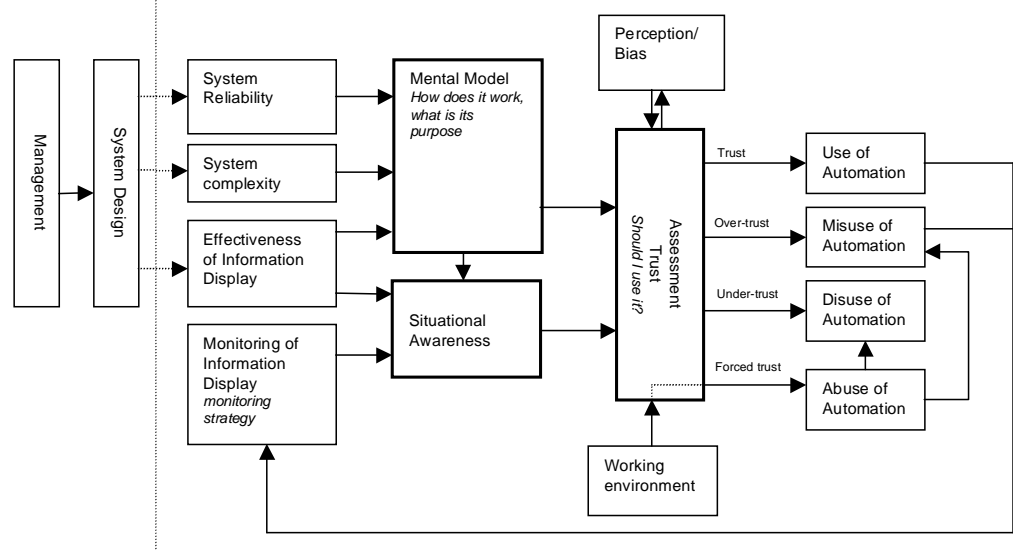 Management
System Design
System
Reliability
System
complexity
Effectiveness
of Information
Display
Monitoring of
Information
Display
monitoring
strategy
Mental Model
How does it work,
what is its
purpose
Situational
Awareness
Perception/
Bias
Assessment
Trust
Should I use it?
Working
environment
Trust
Over-trust
Under-trust
Forced trust
Use of
Automation
Misuse of
Automation
Disuse of
Automation
Abuse of
Automation